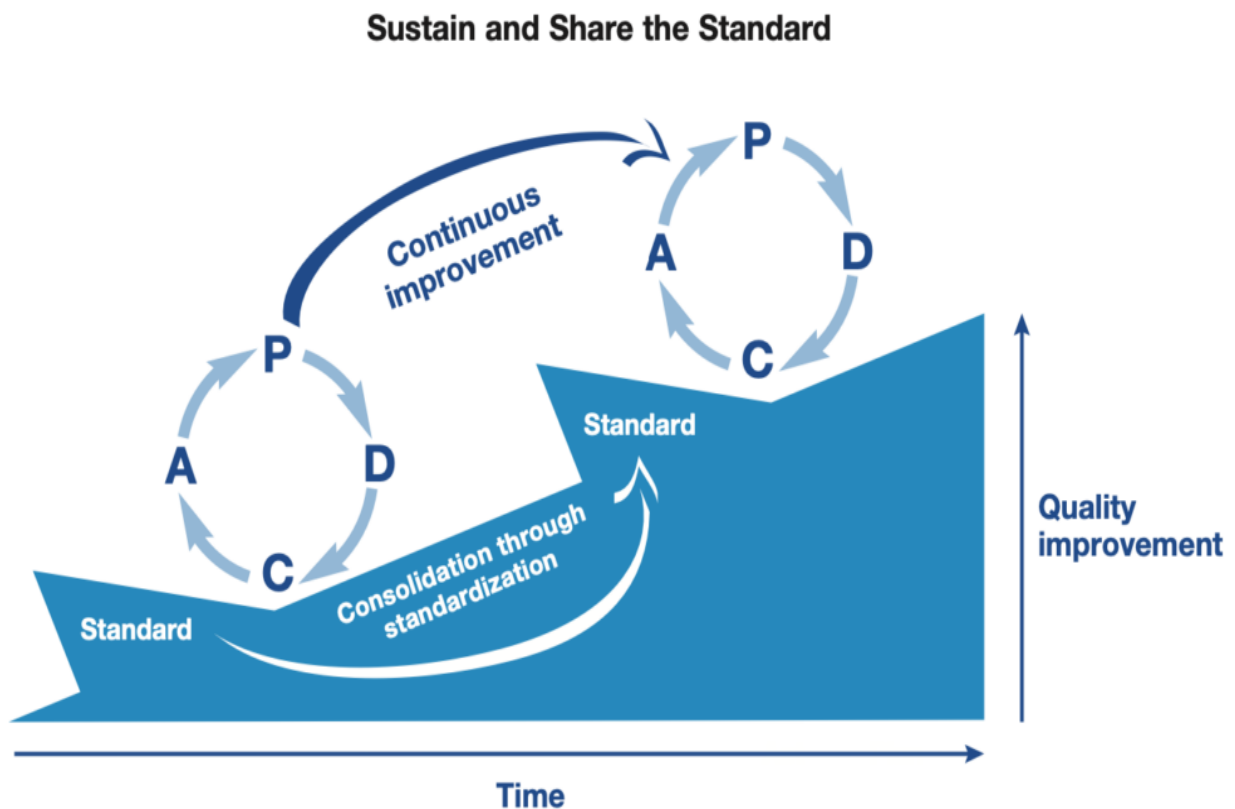 Sustain and Share the Standard
P
D
C
A
Continuous
improvement
P
D
C
A
Standard
Consolidation through
standardization
Standard
Quality
improvement
Time